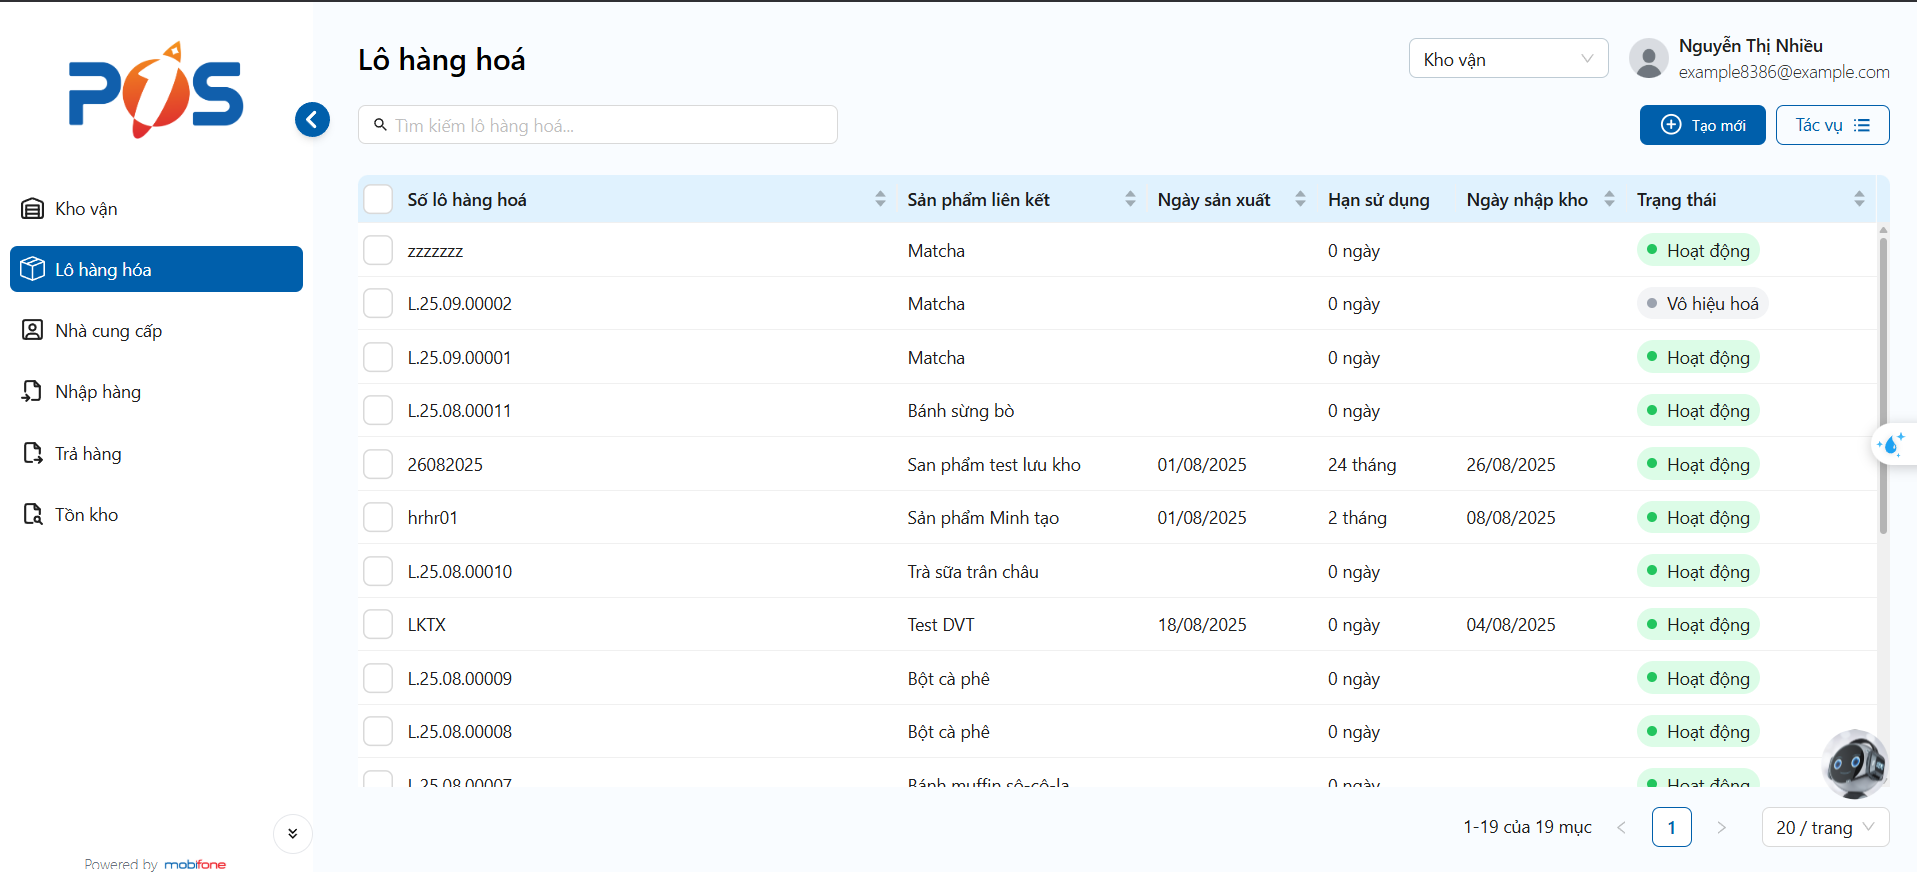 POS
Lô hàng hoá
Kho vận
Nguyễn Thị Nhiều
example8386@example.com
Tìm kiếm lô hàng hoá...
Tạo mới
Tác vụ
Kho vận
Lô hàng hóa
Nhà cung cấp
Nhập hàng
Trả hàng
Tồn kho
Số lô hàng hoá Sản phẩm liên kết Ngày sản xuất Hạn sử dụng Ngày nhập kho Trạng thái
zzzzzzz Matcha 0 ngày Hoạt động
L.25.09.00002 Matcha 0 ngày Vô hiệu hoá
L.25.09.00001 Matcha 0 ngày Hoạt động
L.25.08.00011 Bánh sừng bò 0 ngày Hoạt động
26082025 San phẩm test lưu kho 01/08/2025 24 tháng 26/08/2025 Hoạt động
hrhr01 Sản phẩm Minh tạo 01/08/2025 2 tháng 08/08/2025 Hoạt động
L.25.08.00010 Trà sữa trân châu 0 ngày Hoạt động
LKTX Test DVT 18/08/2025 0 ngày 04/08/2025 Hoạt động
L.25.08.00009 Bột cà phê 0 ngày Hoạt động
L.25.08.00008 Bột cà phê 0 ngày Hoạt động
L.25.08.00007 Bánh muffin sô-cô-la 0 ngày Hoạt động
1-19 của 19 mục
1
20 / trang
Powered by mobifone